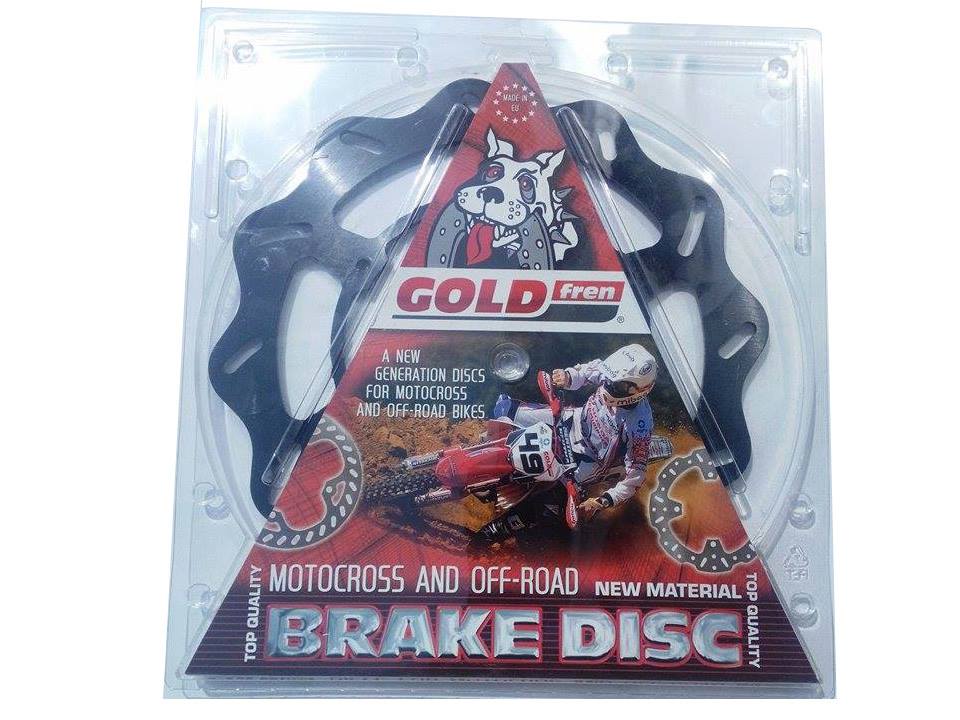 MADE IN
EU
GOLD fren ®
A NEW
GENERATION DISCS
FOR MOTOCROSS
AND OFF-ROAD BIKES
49
MOTOCROSS AND OFF-ROAD NEW MATERIAL
TOP QUALITY
BRAKE DISC
TOP QUALITY